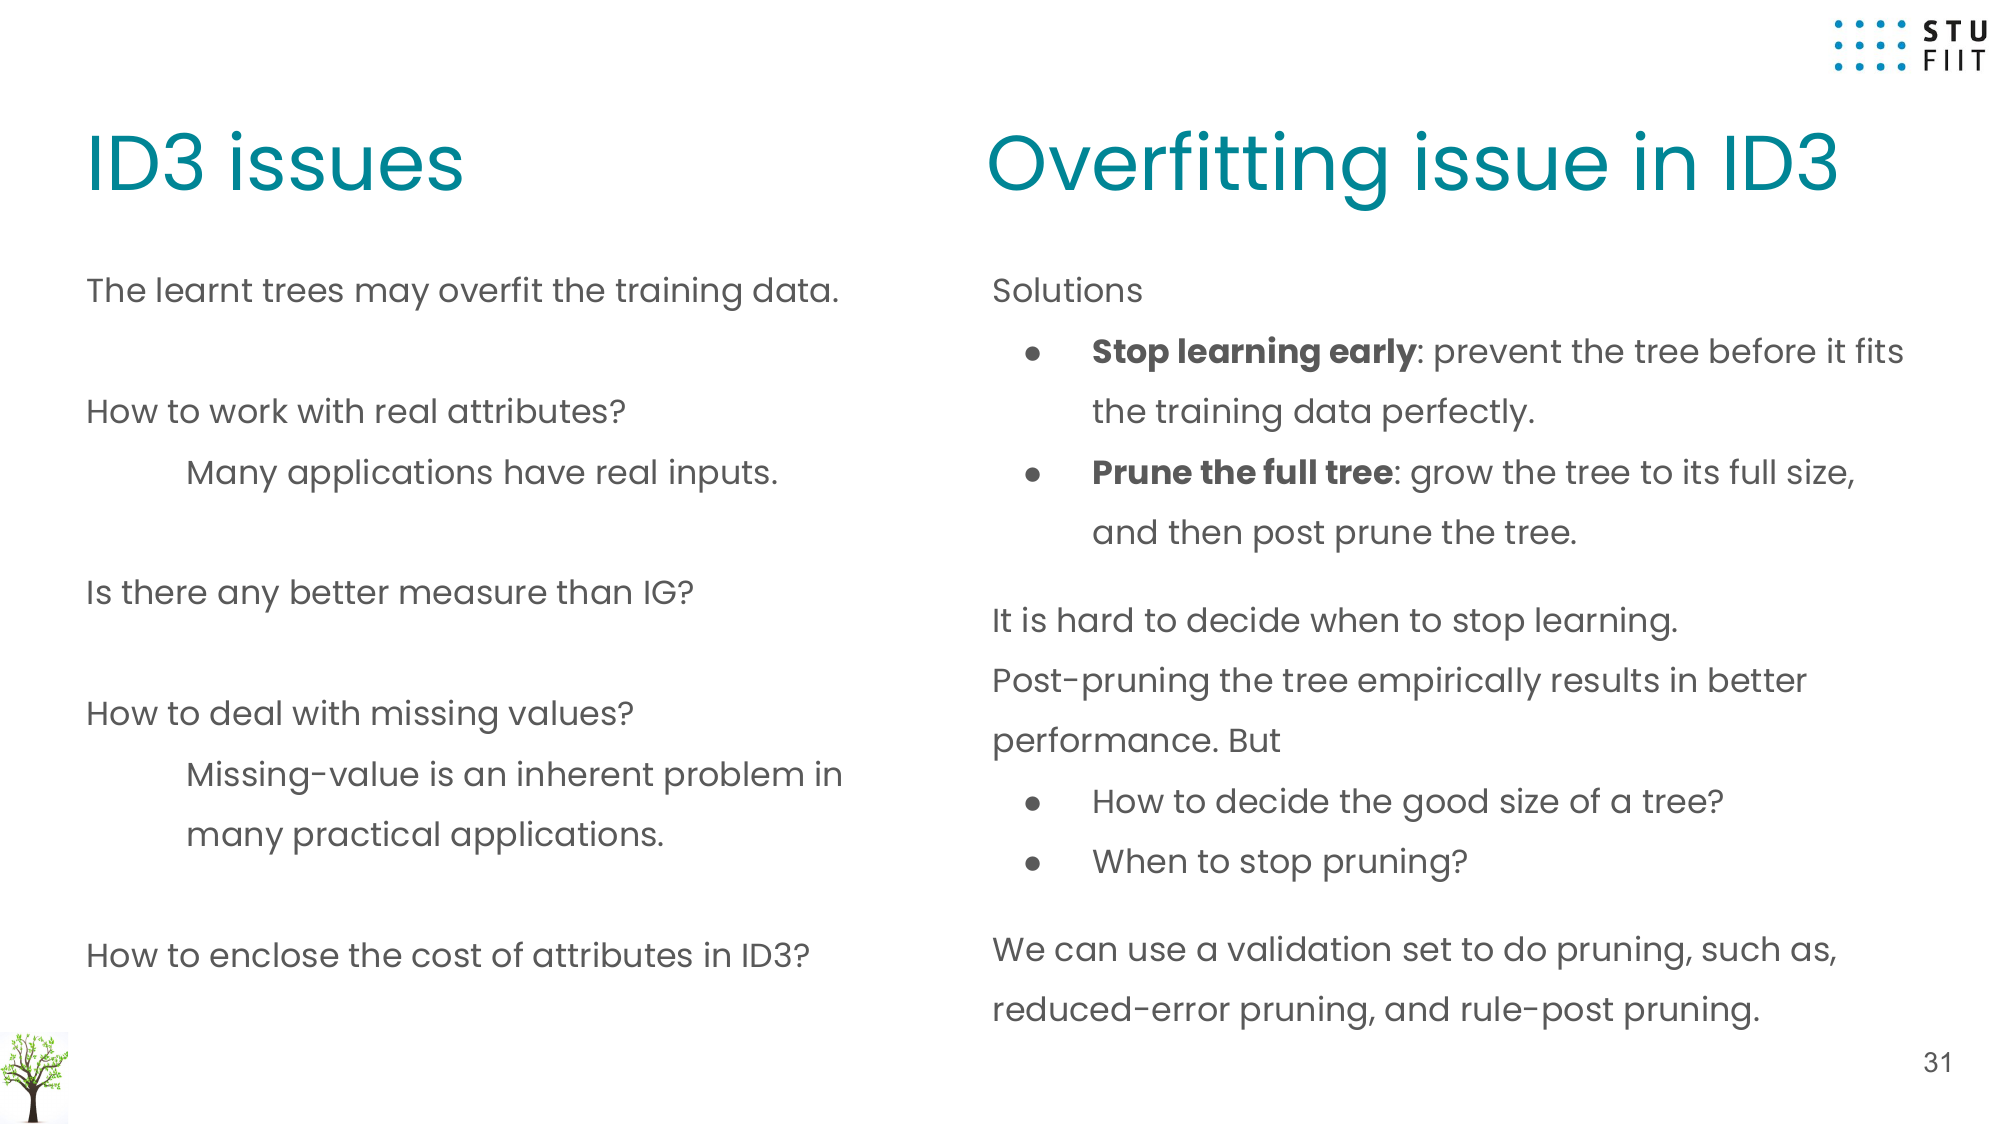 STU
FIIT
ID3 issues
The learnt trees may overfit the training data.
How to work with real attributes?
Many applications have real inputs.
Is there any better measure than IG?
How to deal with missing values?
Missing-value is an inherent problem in
many practical applications.
How to enclose the cost of attributes in ID3?
Overfitting issue in ID3
Solutions
● Stop learning early: prevent the tree before it fits
the training data perfectly.
● Prune the full tree: grow the tree to its full size,
and then post prune the tree.
It is hard to decide when to stop learning.
Post-pruning the tree empirically results in better
performance. But
● How to decide the good size of a tree?
● When to stop pruning?
We can use a validation set to do pruning, such as,
reduced-error pruning, and rule-post pruning.
31